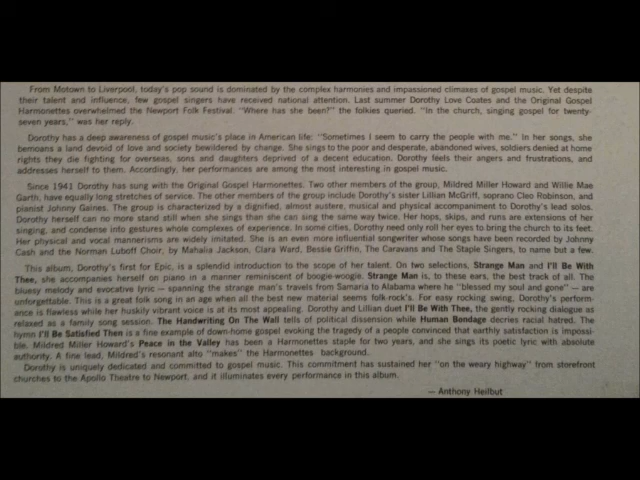 From Motown to Liverpool, today's pop sound is dominated by the complex harmonies and impassioned climaxes of gospel music. Yet despite
their talent and influence, few gospel singers have received national attention. Last summer Dorothy Love Coates and the Original Gospel
Harmonettes overwhelmed the Newport Folk Festival. "Where has she been?" the folkies queried. "In the church, singing gospel for twenty-
seven years," was her reply.
Dorothy has a deep awareness of gospel music's place in American life: "Sometimes I seem to carry the people with me." In her songs, she
bemoans a land devoid of love and society bewildered by change. She sings to the poor and desperate, abandoned wives, soldiers denied at home
rights they die fighting for overseas, sons and daughters deprived of a decent education. Dorothy feels their angers and frustrations, and
addresses herself to them. Accordingly, her performances are among the most interesting in gospel music.
Since 1941 Dorothy has sung with the Original Gospel Harmonettes. Two other members of the group, Mildred Miller Howard and Willie Mae
Garth, have equally long stretches of service. The other members of the group include Dorothy's sister Lillian McGriff, soprano Cleo Robinson, and
pianist Johnny Gaines. The group is characterized by a dignified, almost austere, musical and physical accompaniment to Dorothy's lead solos.
Dorothy herself can no more stand still when she sings than she can sing the same way twice. Her hops, skips, and runs are extensions of her
singing, and condense into gestures whole complexes of experience. In some cities, Dorothy need only roll her eyes to bring the church to its feet.
Her physical and vocal mannerisms are widely imitated. She is an even more influential songwriter whose songs have been recorded by Johnny
Cash and the Norman Luboff Choir, by Mahalia Jackson, Clara Ward, Bessie Griffin, The Caravans and The Staple Singers, to name but a few.
This album, Dorothy's first for Epic, is a splendid introduction to the scope of her talent. On two selections, Strange Man and I'll Be With
Thee, she accompanies herself on piano in a manner reminiscent of boogie-woogie. Strange Man is, to these ears, the best track of all. The
bluesy melody and evocative lyric — spanning the strange man's travels from Samaria to Alabama where he "blessed my soul and gone" — are
unforgettable. This is a great folk song in an age when all the best new material seems folk-rock's. For easy rocking swing, Dorothy's perform-
ance is flawless while her huskily vibrant voice is at its most appealing. Dorothy and Lillian duet I'll Be With Thee, the gently rocking dialogue as
relaxed as a family song session. The Handwriting On The Wall tells of political dissension while Human Bondage decries racial hatred. The
hymn I'll Be Satisfied Then is a fine example of down-home gospel evoking the tragedy of a people convinced that earthly satisfaction is impossi-
ble. Mildred Miller Howard's Peace in the Valley has been a Harmonettes staple for two years, and she sings its poetic lyric with absolute
authority. A fine lead, Mildred's resonant alto "makes" the Harmonettes background.
Dorothy is uniquely dedicated and committed to gospel music. This commitment has sustained her "on the weary highway" from storefront
churches to the Apollo Theatre to Newport, and it illuminates every performance in this album.
— Anthony Heilbut